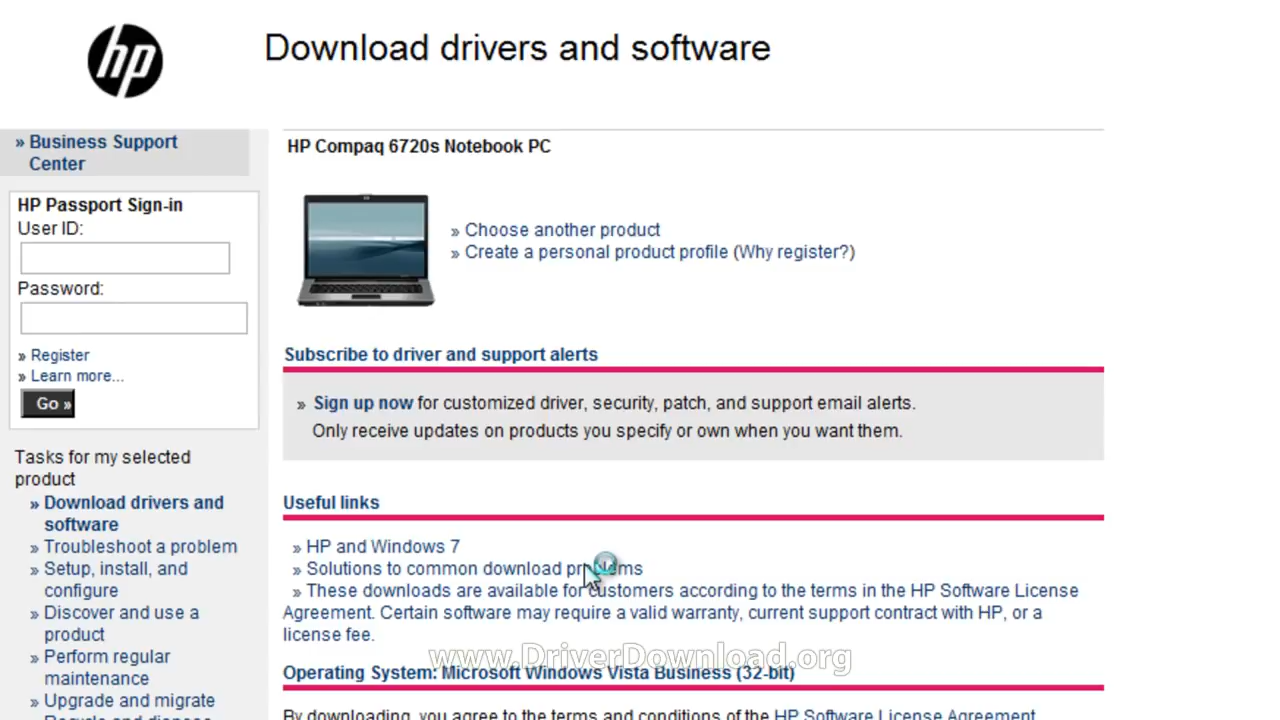 hp
Download drivers and software
» Business Support
Center
HP Passport Sign-in
User ID:
Password:
» Register
» Learn more...
Go »
Tasks for my selected
product
» Download drivers and
software
» Troubleshoot a problem
» Setup, install, and
configure
» Discover and use a
product
» Perform regular
maintenance
» Upgrade and migrate
HP Compaq 6720s Notebook PC
» Choose another product
» Create a personal product profile (Why register?)
Subscribe to driver and support alerts
» Sign up now for customized driver, security, patch, and support email alerts.
Only receive updates on products you specify or own when you want them.
Useful links
» HP and Windows 7
» Solutions to common download problems
» These downloads are available for customers according to the terms in the HP Software License
Agreement. Certain software may require a valid warranty, current support contract with HP, or a
license fee.
www.DriverDownload.org
Operating System: Microsoft Windows Vista Business (32-bit)
By downloading, you agree to the terms and conditions of the HP Software License Agreement